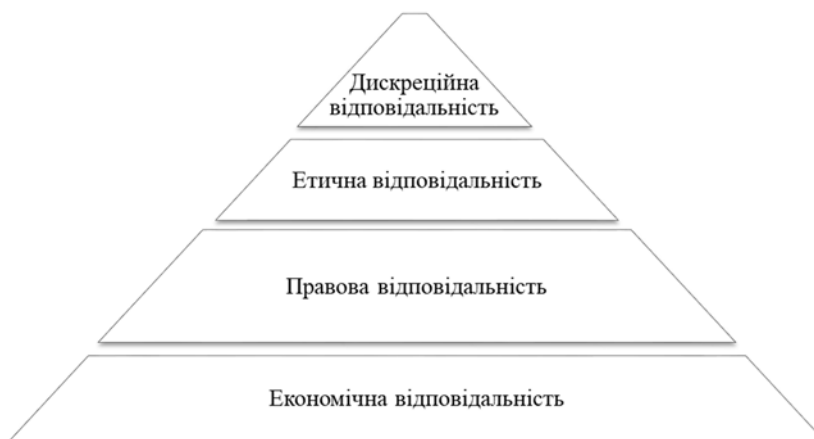 Дискреційна
відповідальність
Етична відповідальність
Правова відповідальність
Економічна відповідальність